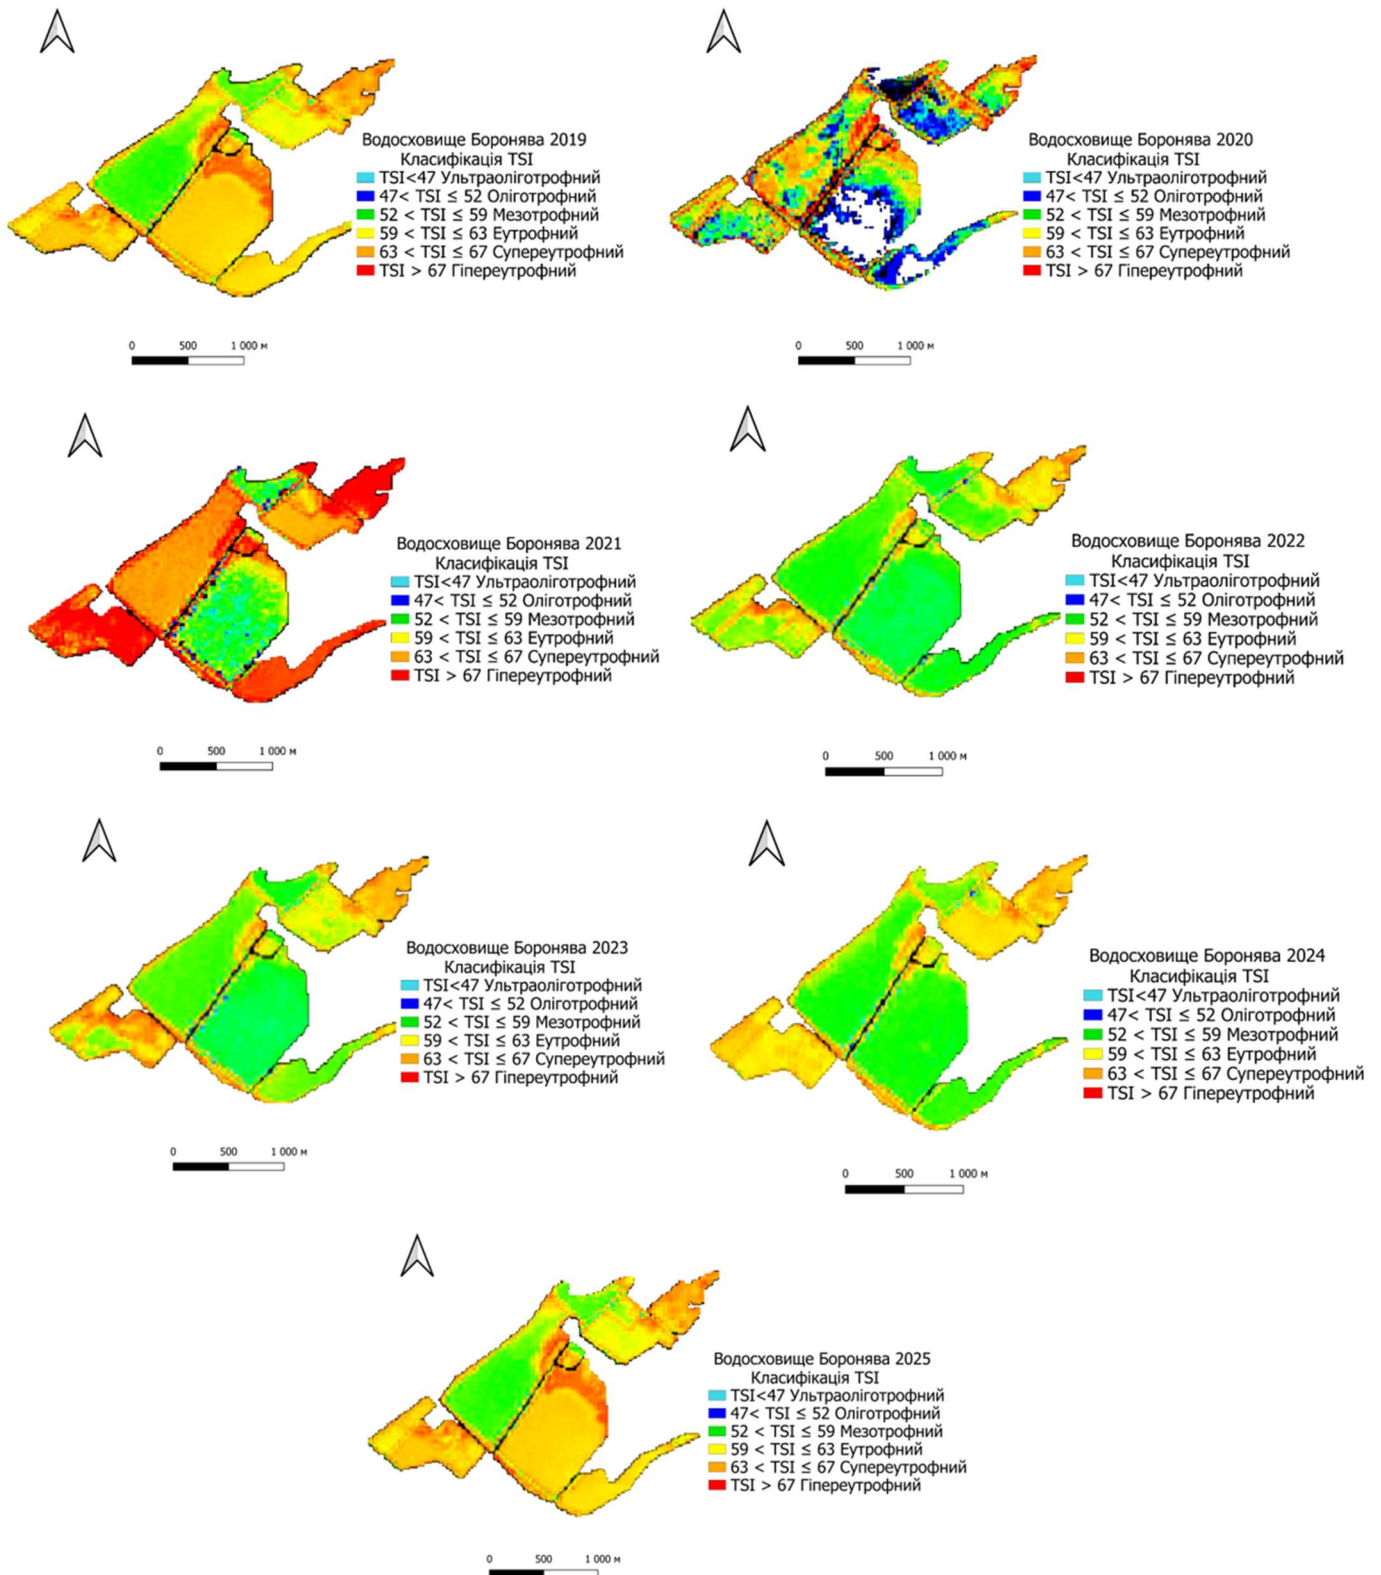 Водосховище Боронява 2019
Класифікація TSI
TSI<47 Ультраоліготрофний
47< TSI ≤ 52 Оліготрофний
52 < TSI ≤ 59 Мезотрофний
59 < TSI ≤ 63 Еутрофний
63 < TSI ≤ 67 Супереутрофний
TSI > 67 Гіпереутрофний
0 500 1 000 м
Водосховище Боронява 2020
Класифікація TSI
TSI<47 Ультраоліготрофний
47< TSI ≤ 52 Оліготрофний
52 < TSI ≤ 59 Мезотрофний
59 < TSI ≤ 63 Еутрофний
63 < TSI ≤ 67 Супереутрофний
TSI > 67 Гіпереутрофний
0 500 1 000 м
Водосховище Боронява 2021
Класифікація TSI
TSI<47 Ультраоліготрофний
47< TSI ≤ 52 Оліготрофний
52 < TSI ≤ 59 Мезотрофний
59 < TSI ≤ 63 Еутрофний
63 < TSI ≤ 67 Супереутрофний
TSI > 67 Гіпереутрофний
0 500 1 000 м
Водосховище Боронява 2022
Класифікація TSI
TSI<47 Ультраоліготрофний
47< TSI ≤ 52 Оліготрофний
52 < TSI ≤ 59 Мезотрофний
59 < TSI ≤ 63 Еутрофний
63 < TSI ≤ 67 Супереутрофний
TSI > 67 Гіпереутрофний
0 500 1 000 м
Водосховище Боронява 2023
Класифікація TSI
TSI<47 Ультраоліготрофний
47< TSI ≤ 52 Оліготрофний
52 < TSI ≤ 59 Мезотрофний
59 < TSI ≤ 63 Еутрофний
63 < TSI ≤ 67 Супереутрофний
TSI > 67 Гіпереутрофний
0 500 1 000 м
Водосховище Боронява 2024
Класифікація TSI
TSI<47 Ультраоліготрофний
47< TSI ≤ 52 Оліготрофний
52 < TSI ≤ 59 Мезотрофний
59 < TSI ≤ 63 Еутрофний
63 < TSI ≤ 67 Супереутрофний
TSI > 67 Гіпереутрофний
0 500 1 000 м
Водосховище Боронява 2025
Класифікація TSI
TSI<47 Ультраоліготрофний
47< TSI ≤ 52 Оліготрофний
52 < TSI ≤ 59 Мезотрофний
59 < TSI ≤ 63 Еутрофний
63 < TSI ≤ 67 Супереутрофний
TSI > 67 Гіпереутрофний
0 500 1 000 м